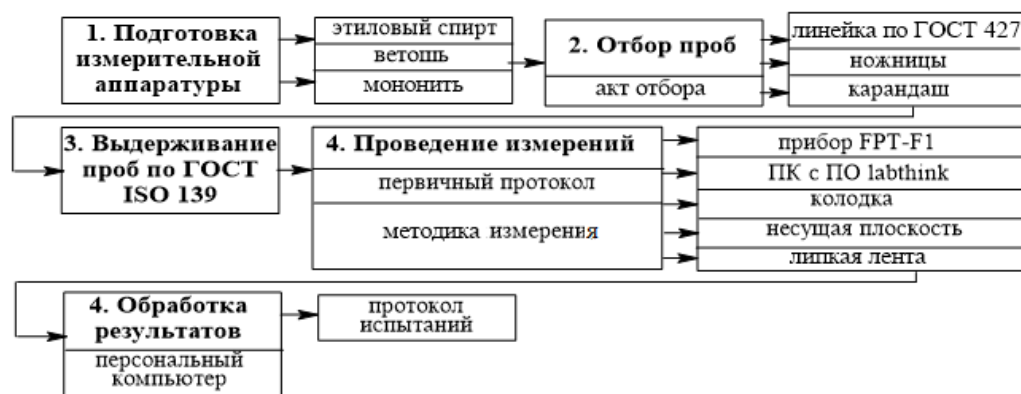 1. Подготовка
измерительной
аппаратуры
этиловый спирт
ветошь
мононить
2. Отбор проб
акт отбора
линейка по ГОСТ 427
ножницы
карандаш
3. Выдерживание
проб по ГОСТ
ISO 139
4. Проведение измерений
первичный протокол
методика измерения
прибор FPT-F1
ПК с ПО labthink
колодка
несущая плоскость
липкая лента
4. Обработка
результатов
персональный
компьютер
протокол
испытаний